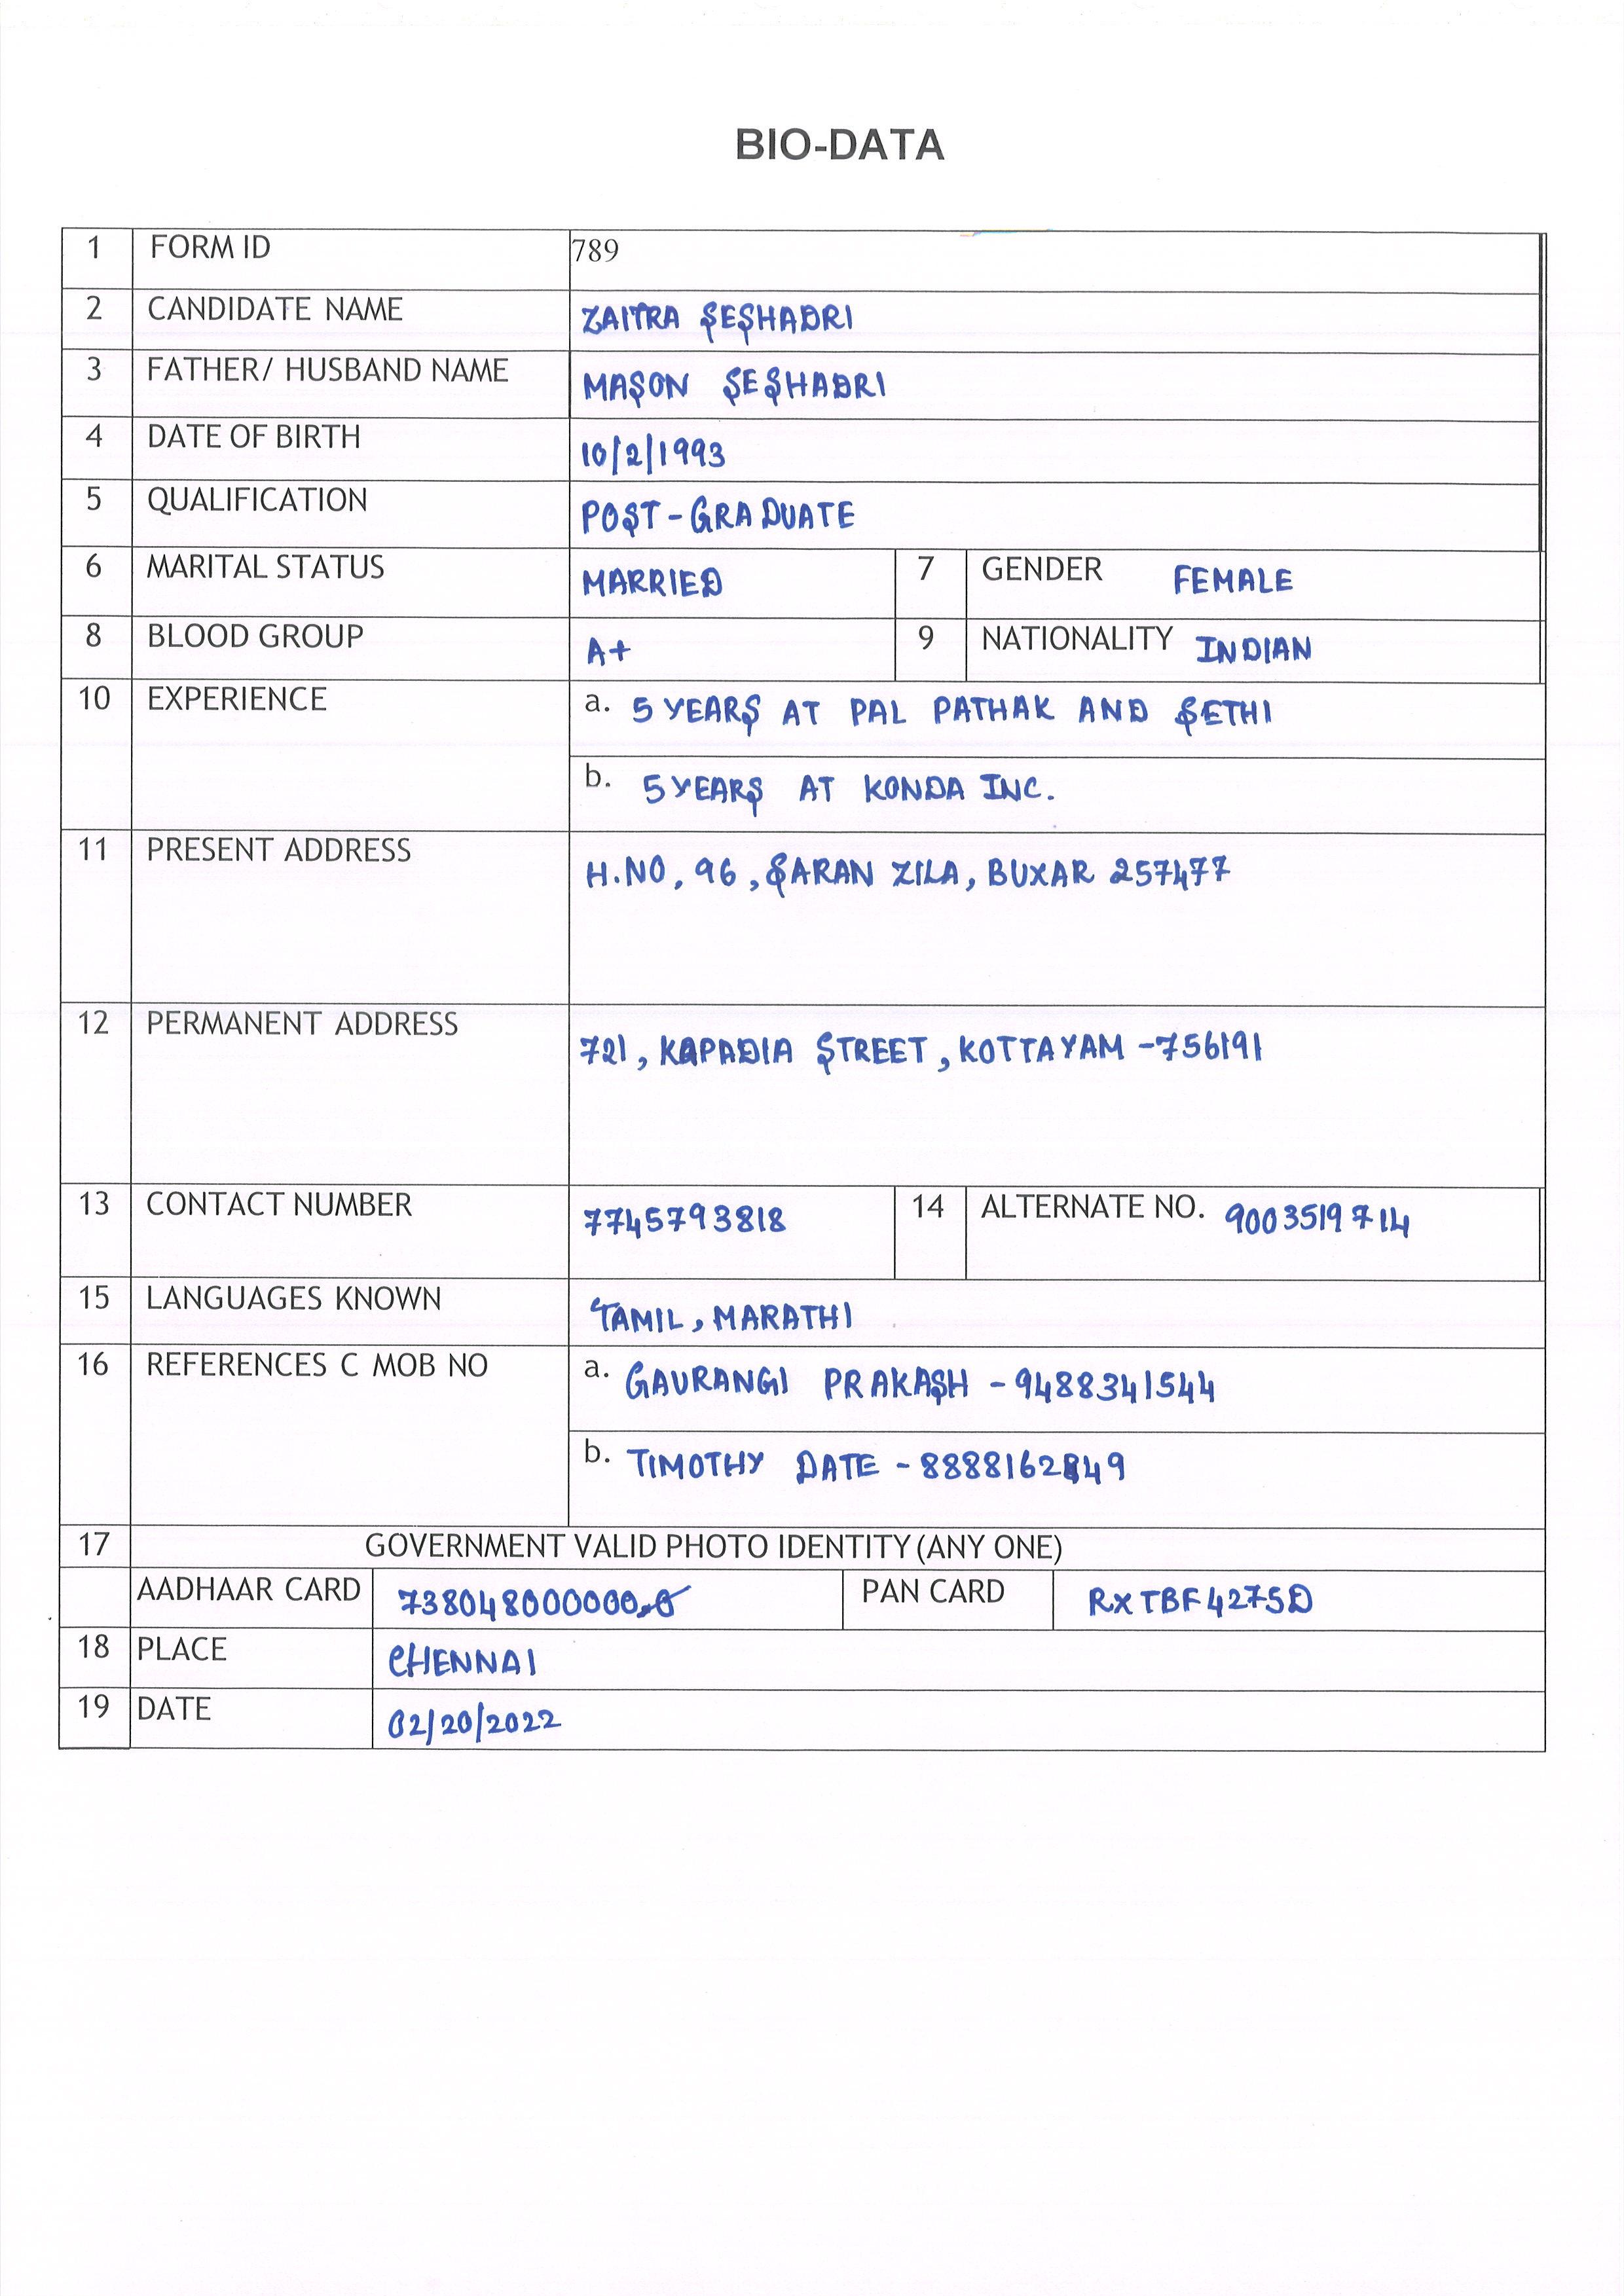 BIO-DATA
1 FORM ID 789
2 CANDIDATE NAME ZAITRA SESHADRI
3 FATHER/ HUSBAND NAME MASON SESHADRI
4 DATE OF BIRTH 10/2/1993
5 QUALIFICATION POST-GRADUATE
6 MARITAL STATUS MARRIED 7 GENDER FEMALE
8 BLOOD GROUP A+ 9 NATIONALITY INDIAN
10 EXPERIENCE a. 5 YEARS AT PAL PATHAK AND SETHI
b. 5 YEARS AT KONDA INC.
11 PRESENT ADDRESS H.NO, 96, SARAN ZILA, BUXAR 257477
12 PERMANENT ADDRESS 721, KAPADIA STREET, KOTTAYAM -756191
13 CONTACT NUMBER 7745793818 14 ALTERNATE NO. 9003519714
15 LANGUAGES KNOWN TAMIL, MARATHI
16 REFERENCES C MOB NO a. GAURANGI PRAKASH - 9488341544
b. TIMOTHY DATE - 8888162849
17 GOVERNMENT VALID PHOTO IDENTITY (ANY ONE)
AADHAAR CARD 738048000000 PAN CARD RXTBF4275D
18 PLACE CHENNAI
19 DATE 02/20/2022